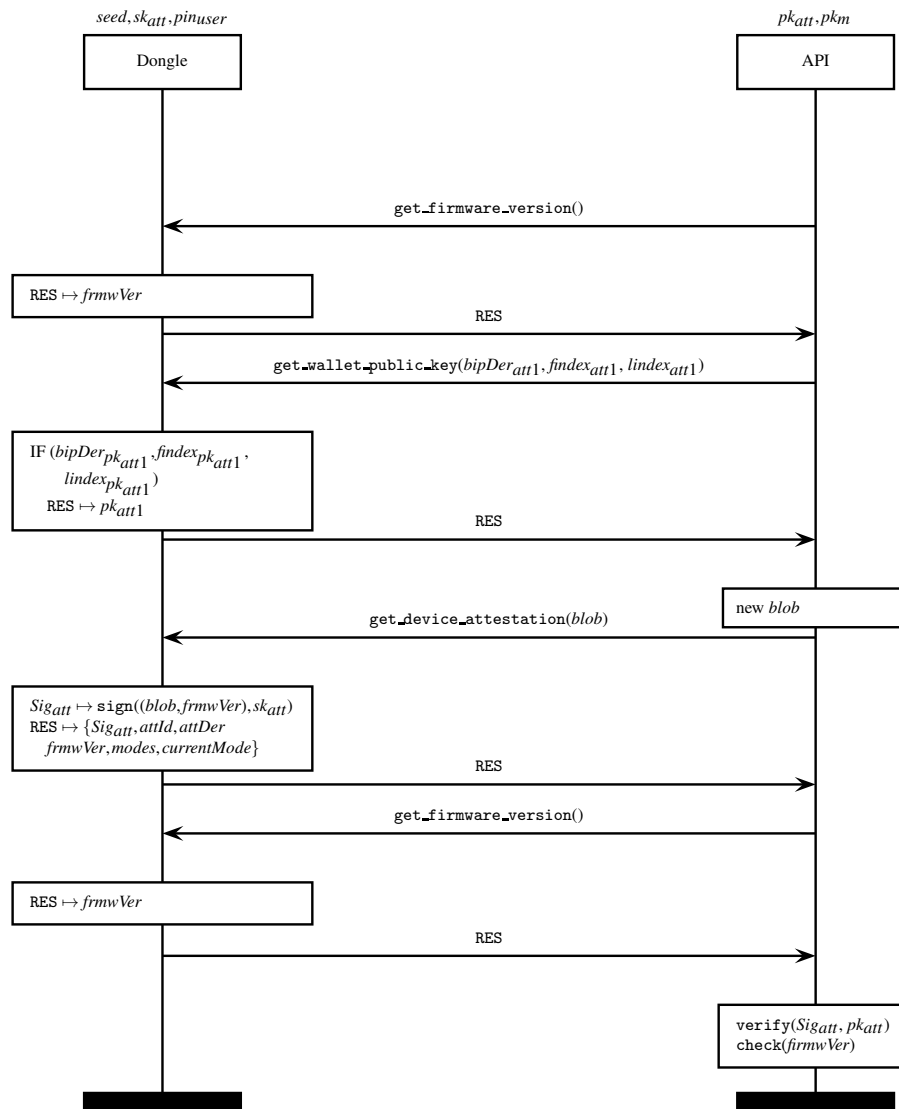 seed, sk_att, pin_user
pk_att, pk_m
Dongle
API
get_firmware_version()
RES ↦ frmwVer
RES
get_wallet_public_key(bipDer_att1, findex_att1, lindex_att1)
IF (bipDer_pk_att1, findex_pk_att1,
lindex_pk_att1)
RES ↦ pk_att1
RES
new blob
get_device_attestation(blob)
Sig_att ↦ sign((blob, frmwVer), sk_att)
RES ↦ {Sig_att, attId, attDer
frmwVer, modes, currentMode}
RES
get_firmware_version()
RES ↦ frmwVer
RES
verify(Sig_att, pk_att)
check(firmwVer)